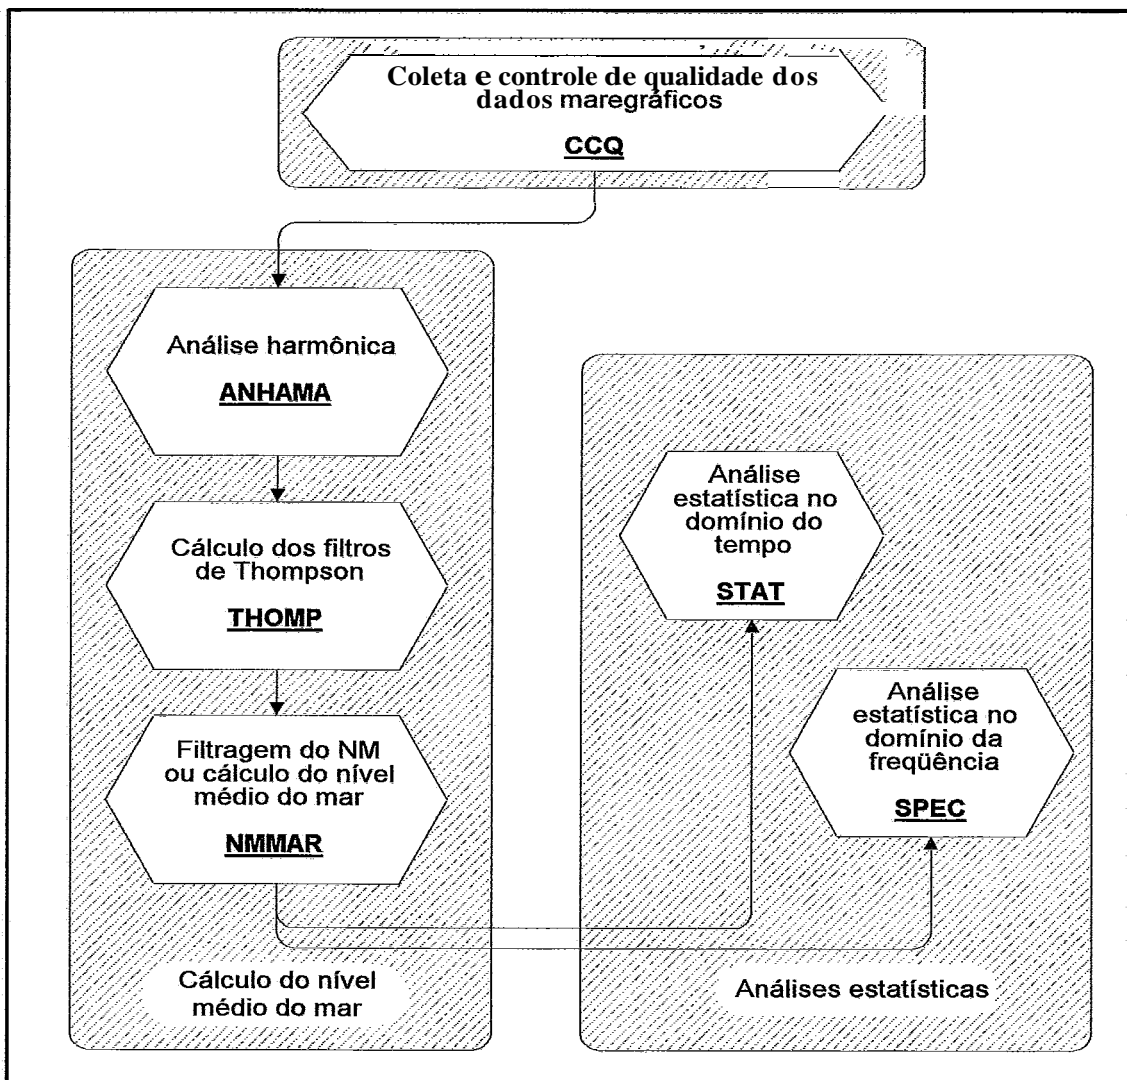 Coleta e controle de qualidade dos
dados maregráficos
CCQ
Análise harmônica
ANHAMA
Cálculo dos filtros
de Thompson
THOMP
Filtragem do NM
ou cálculo do nível
médio do mar
NMMAR
Cálculo do nível
médio do mar
Análise
estatística no
domínio do
tempo
STAT
Análise
estatística no
domínio da
freqüência
SPEC
Análises estatísticas